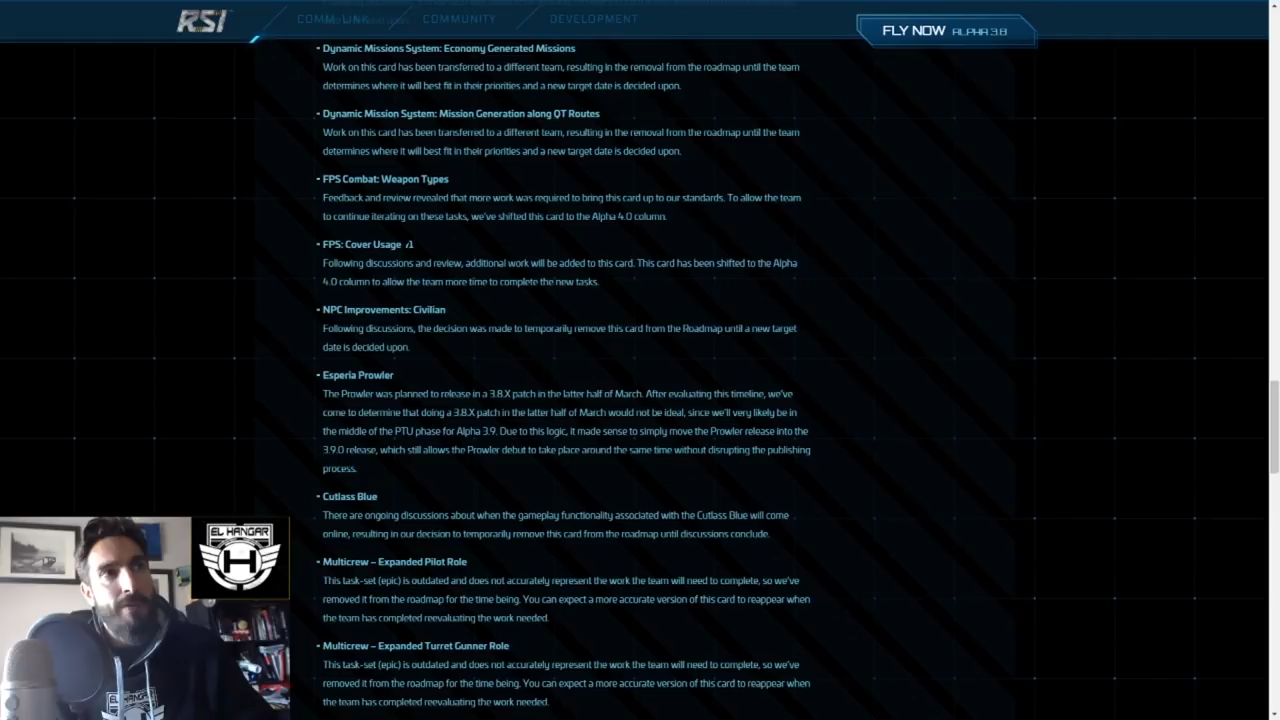 RSI
COMM-LINK
COMMUNITY
DEVELOPMENT
FLY NOW ALPHA 3.8
- Dynamic Missions System: Economy Generated Missions
Work on this card has been transferred to a different team, resulting in the removal from the roadmap until the team
determines where it will best fit in their priorities and a new target date is decided upon.
- Dynamic Mission System: Mission Generation along QT Routes
Work on this card has been transferred to a different team, resulting in the removal from the roadmap until the team
determines where it will best fit in their priorities and a new target date is decided upon.
- FPS Combat: Weapon Types
Feedback and review revealed that more work was required to bring this card up to our standards. To allow the team
to continue iterating on these tasks, we've shifted this card to the Alpha 4.0 column.
- FPS: Cover Usage v1
Following discussions and review, additional work will be added to this card. This card has been shifted to the Alpha
4.0 column to allow the team more time to complete the new tasks.
- NPC Improvements: Civilian
Following discussions, the decision was made to temporarily remove this card from the Roadmap until a new target
date is decided upon.
- Esperia Prowler
The Prowler was planned to release in a 3.8.X patch in the latter half of March. After evaluating this timeline, we've
come to determine that doing a 3.8.X patch in the latter half of March would not be ideal, since we'll very likely be in
the middle of the PTU phase for Alpha 3.9. Due to this logic, it made sense to simply move the Prowler release into the
3.9.0 release, which still allows the Prowler debut to take place around the same time without disrupting the publishing
process.
- Cutlass Blue
There are ongoing discussions about when the gameplay functionality associated with the Cutlass Blue will come
online, resulting in our decision to temporarily remove this card from the roadmap until discussions conclude.
- Multicrew – Expanded Pilot Role
This task-set (epic) is outdated and does not accurately represent the work the team will need to complete, so we've
removed it from the roadmap for the time being. You can expect a more accurate version of this card to reappear when
the team has completed reevaluating the work needed.
- Multicrew – Expanded Turret Gunner Role
This task-set (epic) is outdated and does not accurately represent the work the team will need to complete, so we've
removed it from the roadmap for the time being. You can expect a more accurate version of this card to reappear when
the team has completed reevaluating the work needed.
EL HANGAR
H